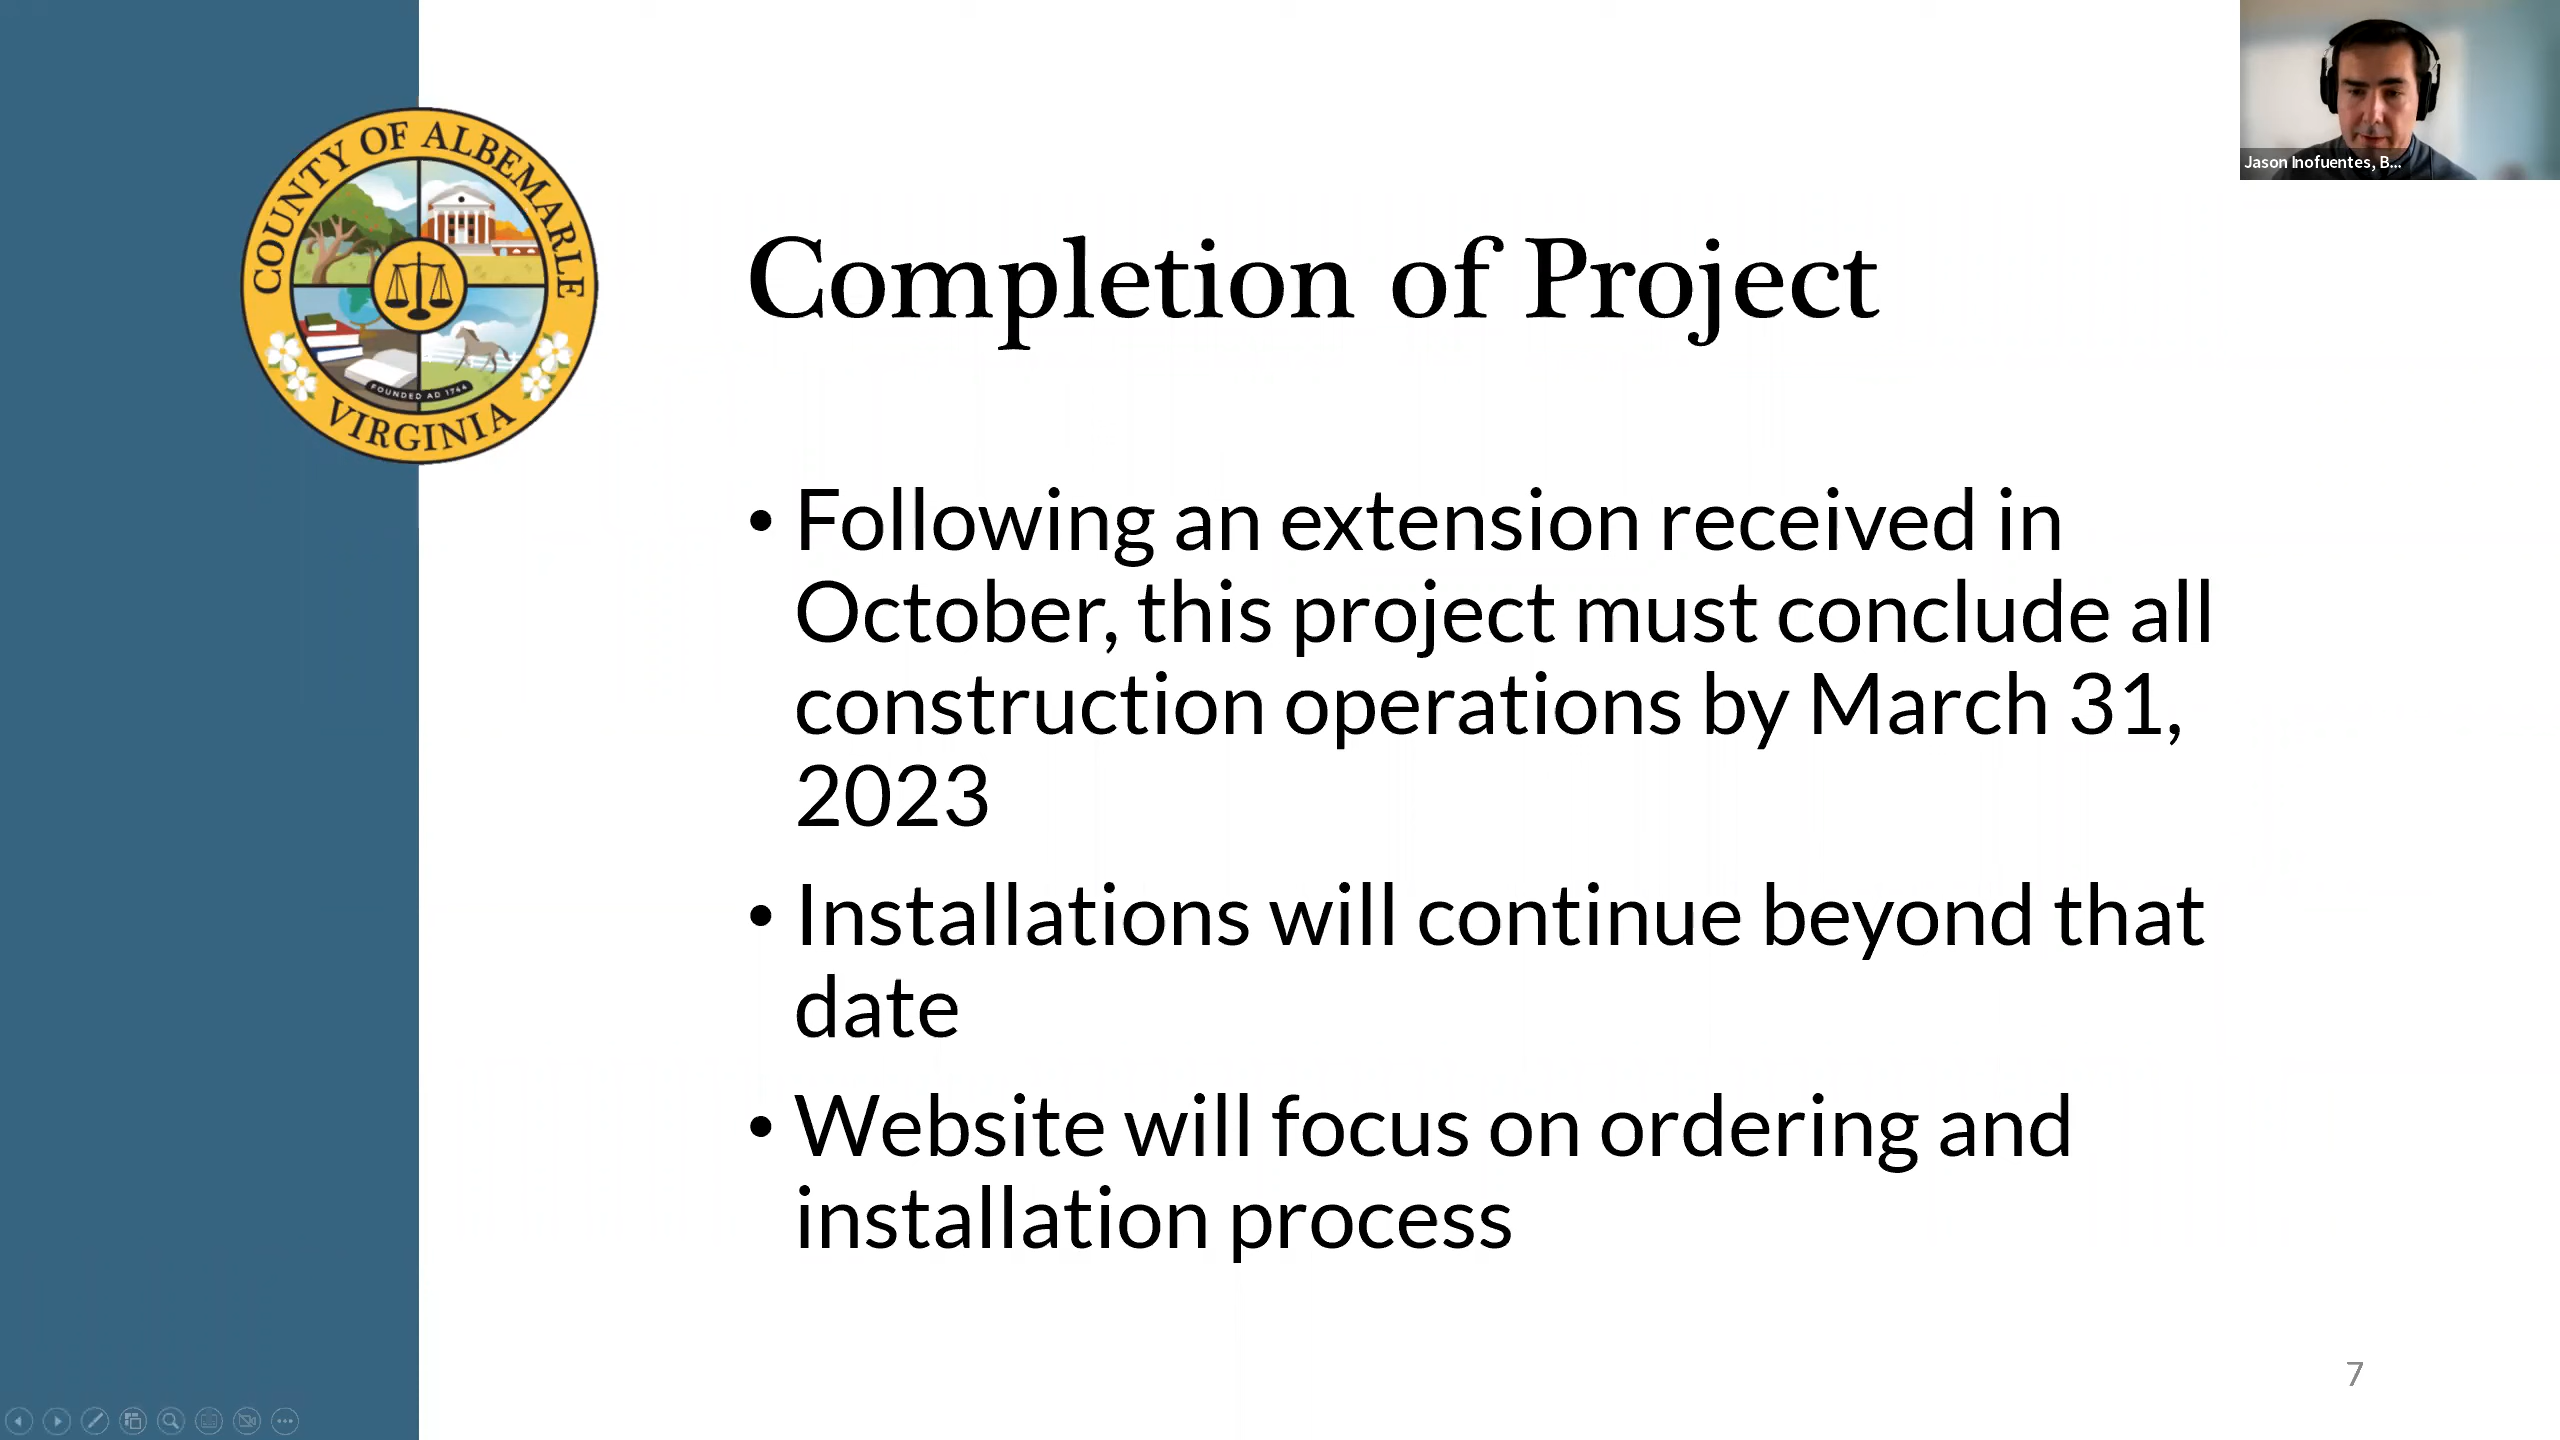 COUNTY OF ALBEMARLE
FOUNDED AD 1744
VIRGINIA
Jason Inofuentes, B...
Completion of Project
• Following an extension received in
October, this project must conclude all
construction operations by March 31,
2023
• Installations will continue beyond that
date
• Website will focus on ordering and
installation process
7